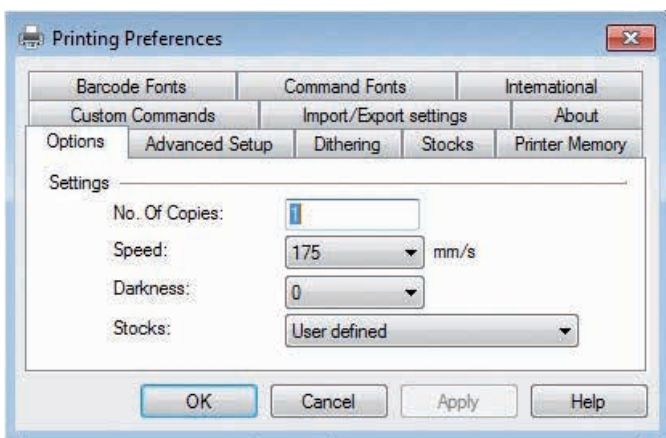 Printing Preferences
Barcode Fonts Command Fonts International
Custom Commands Import/Export settings About
Options Advanced Setup Dithering Stocks Printer Memory
Settings
No. Of Copies: 1
Speed: 175 mm/s
Darkness: 0
Stocks: User defined
OK Cancel Apply Help